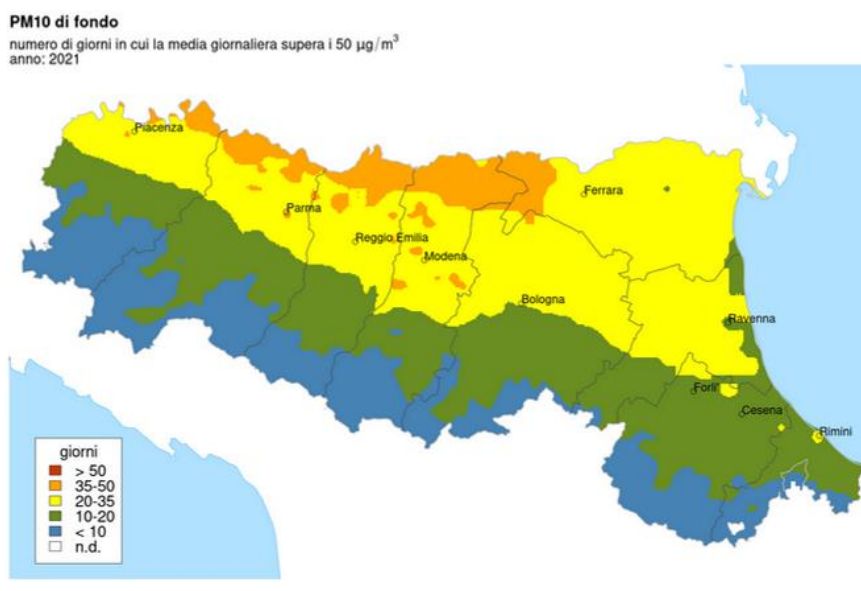 PM10 di fondo
numero di giorni in cui la media giornaliera supera i 50 µg/m³
anno: 2021
Piacenza
Ferrara
Parma
Reggio Emilia
Modena
Bologna
Ravenna
Forlì'
Cesena
Rimini
giorni
> 50
35-50
20-35
10-20
< 10
n.d.